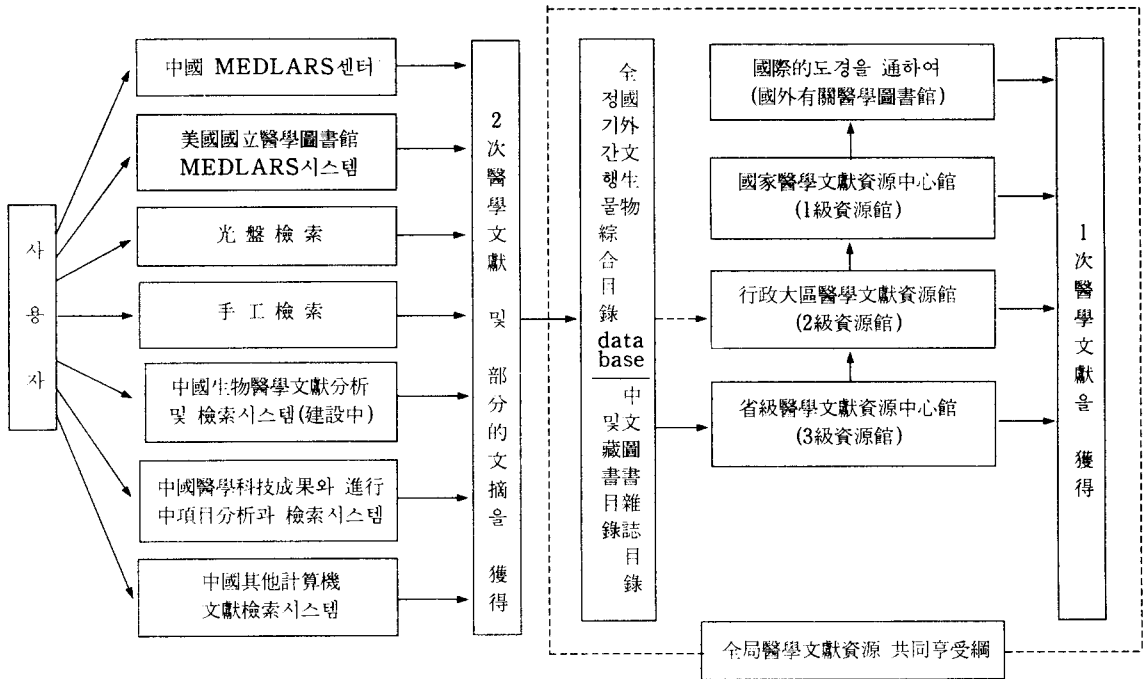 사용자
中國 MEDLARS센터
美國國立醫學圖書館
MEDLARS시스템
光盤檢索
手工檢索
中國生物醫學文獻分析
및 檢索시스템(建設中)
中國醫學科技成果와 進行
中項目分析과 檢索시스템
中國其他計算機
文獻檢索시스템
2次醫學文獻 및 部分的文摘을 獲得
全國外文生物
정기간행물綜合目錄
data
base
中文圖書雜誌目錄
및藏書目錄
國際的도경을 通하여
(國外有關醫學圖書館)
國家醫學文獻資源中心館
(1級資源館)
行政大區醫學文獻資源館
(2級資源館)
省級醫學文獻資源中心館
(3級資源館)
1次醫學文獻을 獲得
全局醫學文獻資源 共同享受綱